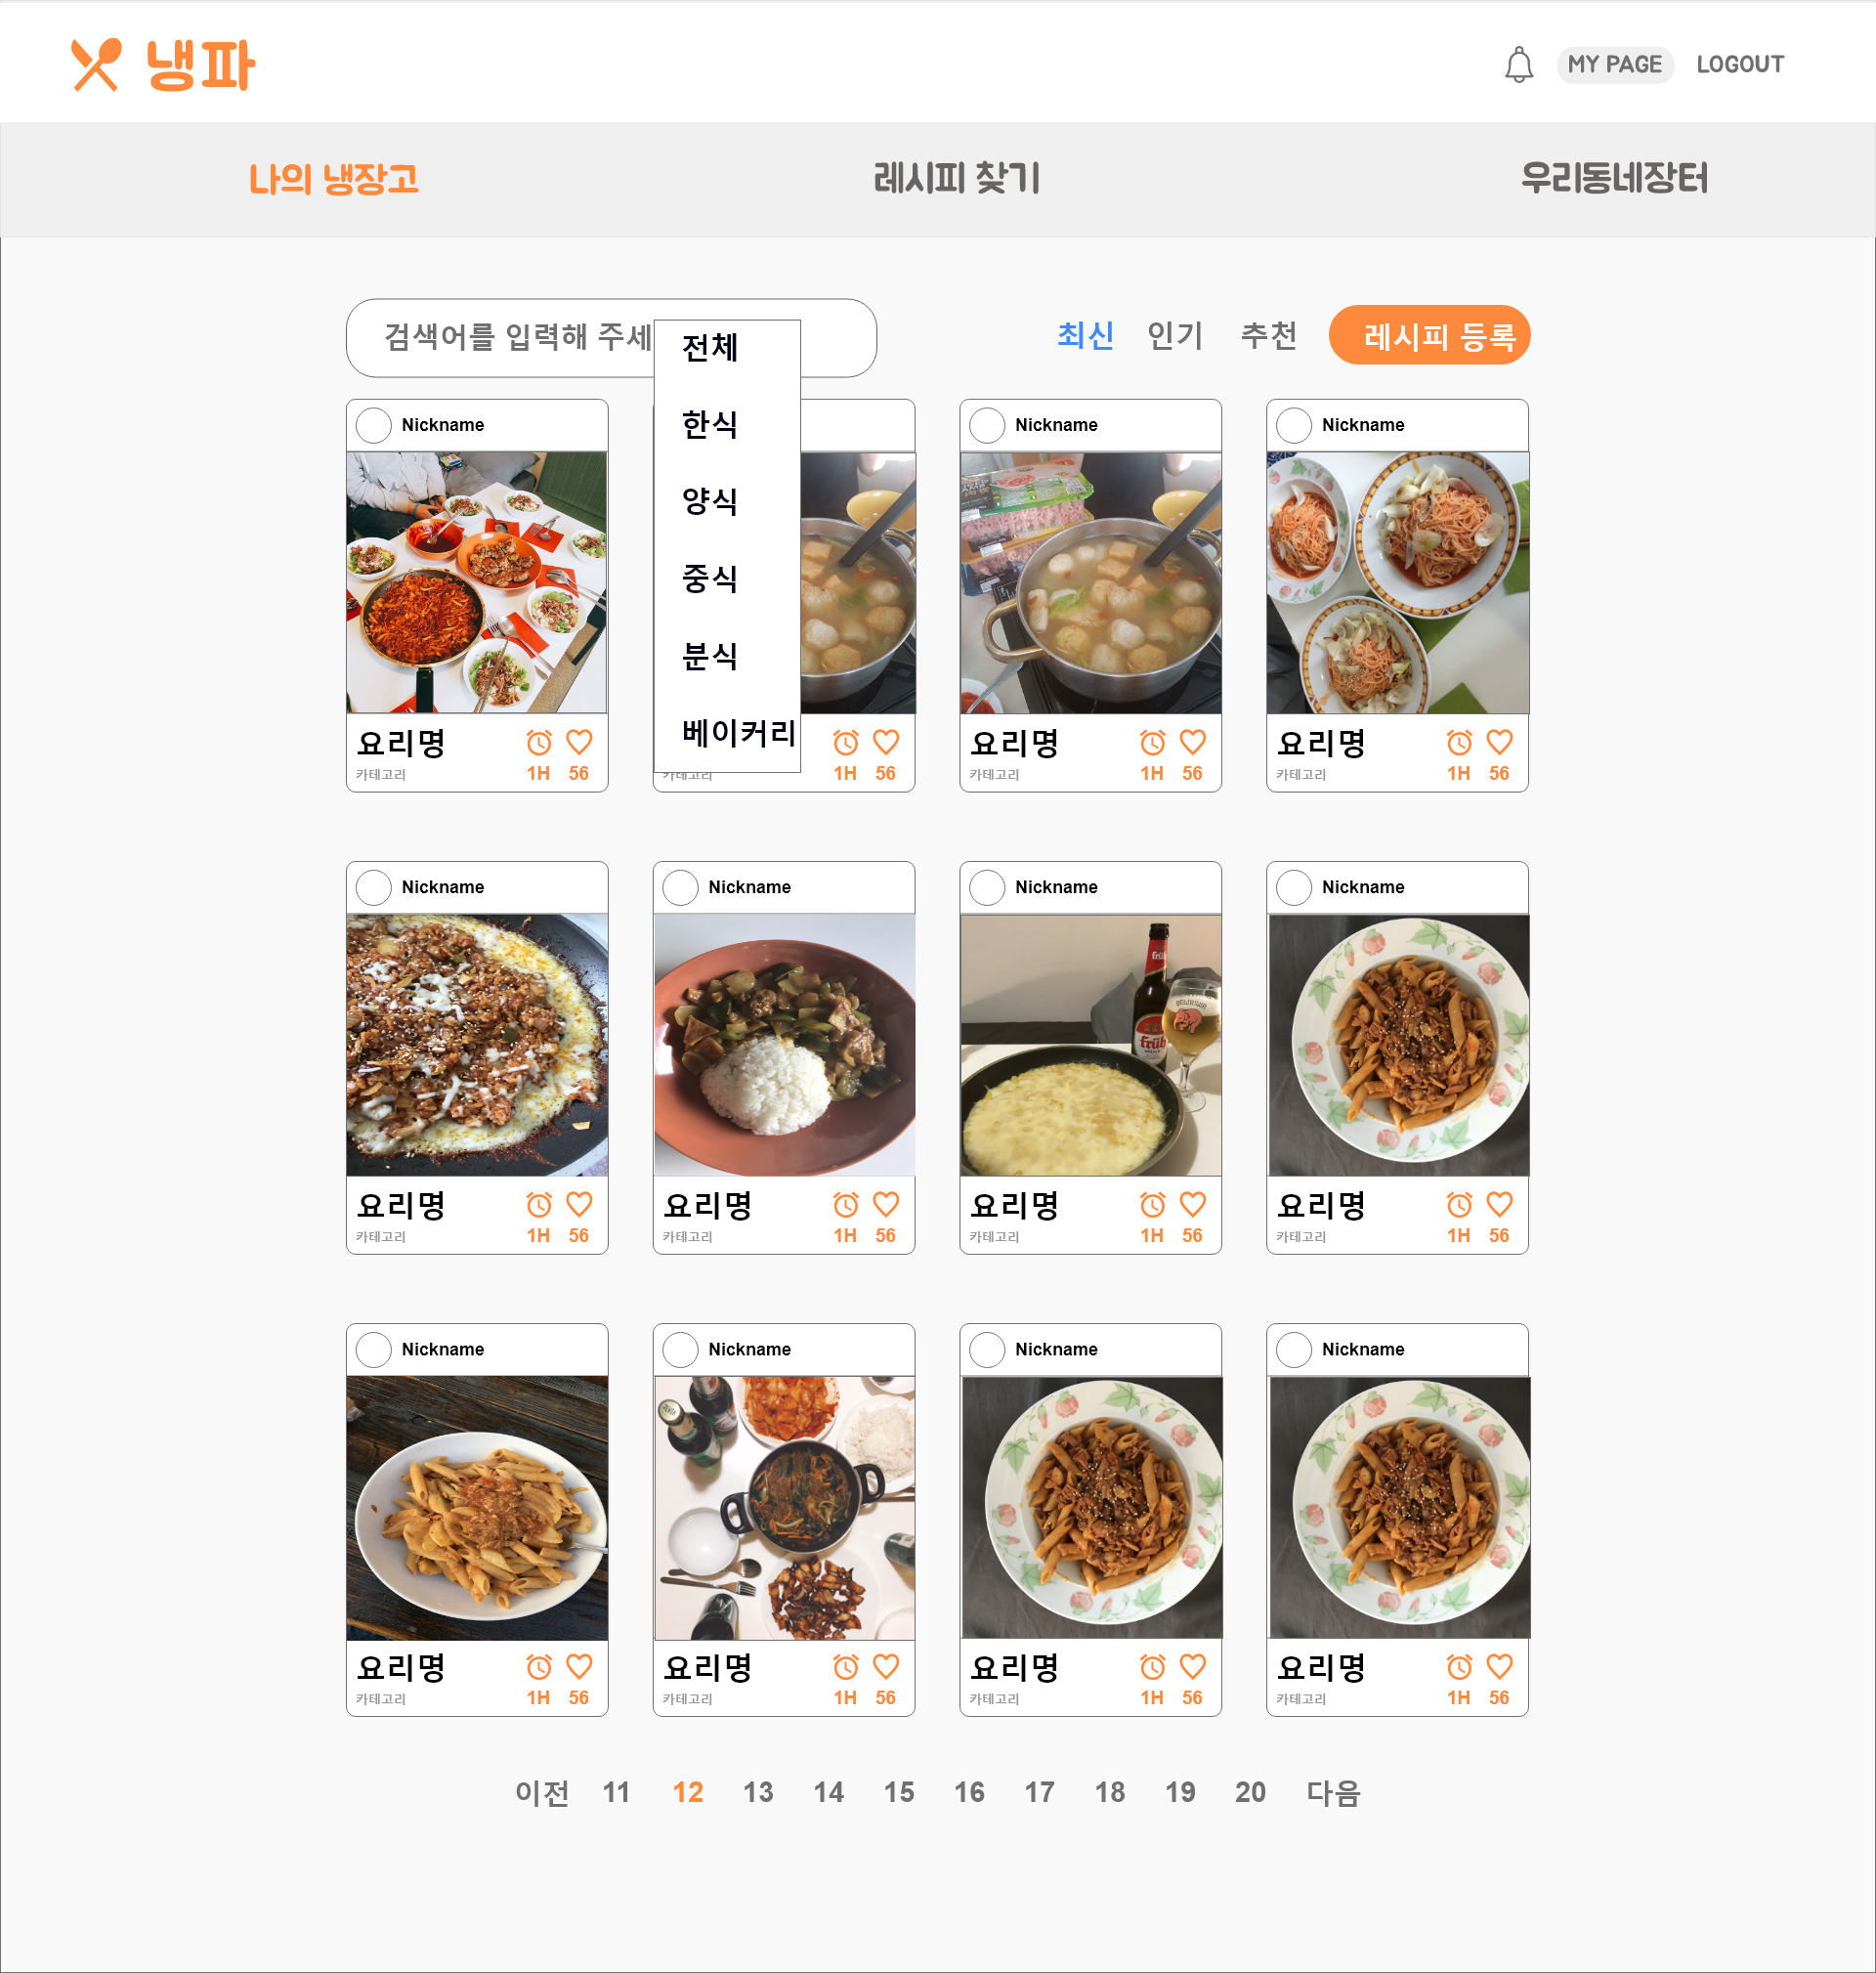 냉파
MY PAGE LOGOUT
나의 냉장고 레시피 찾기 우리동네장터
검색어를 입력해 주세
최신 인기 추천 레시피 등록
전체
한식
양식
중식
분식
베이커리
Nickname Nickname Nickname
요리명 요리명 요리명
카테고리 1H 56 카테고리 1H 56 카테고리 1H 56 카테고리 1H 56
Nickname Nickname Nickname Nickname
früh
요리명 요리명 요리명 요리명
카테고리 1H 56 카테고리 1H 56 카테고리 1H 56 카테고리 1H 56
Nickname Nickname Nickname Nickname
요리명 요리명 요리명 요리명
카테고리 1H 56 카테고리 1H 56 카테고리 1H 56 카테고리 1H 56
이전 11 12 13 14 15 16 17 18 19 20 다음